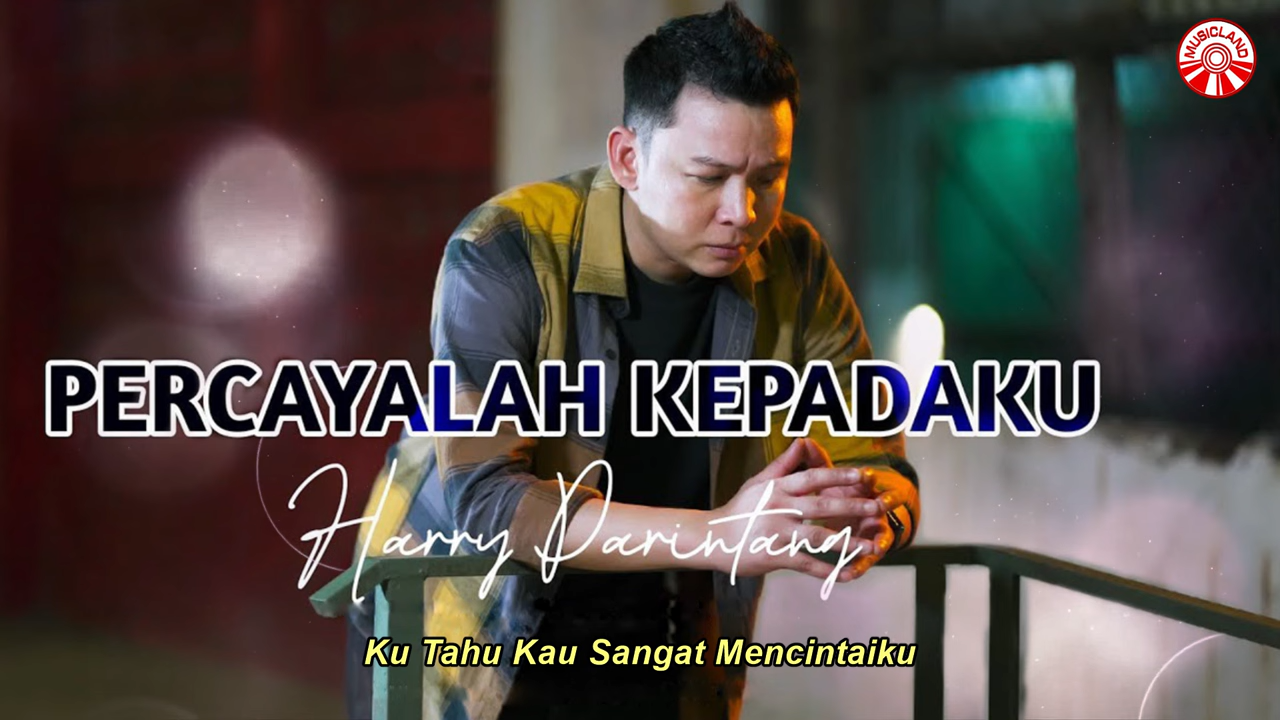 MUSICLAND
PERCAYALAH KEPADAKU
Harry Parintang
Ku Tahu Kau Sangat Mencintaiku